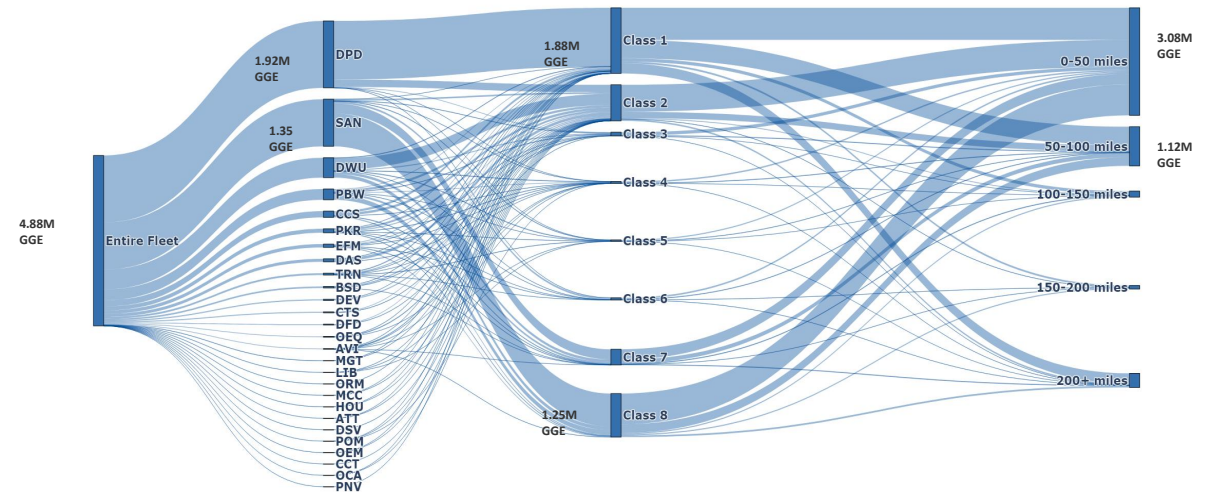 4.88M
GGE
Entire Fleet
1.92M
GGE
1.35
GGE
DPD
SAN
DWU
PBW
CCS
PKR
EFM
DAS
TRN
BSD
DEV
CTS
DFD
OEQ
AVI
MGT
LIB
ORM
MCC
HOU
ATT
DSV
POM
OEM
CCT
OCA
PNV
1.88M
GGE
Class 1
Class 2
Class 3
Class 4
Class 5
Class 6
Class 7
1.25M
GGE
Class 8
0-50 miles
3.08M
GGE
50-100 miles
1.12M
GGE
100-150 miles
150-200 miles
200+ miles